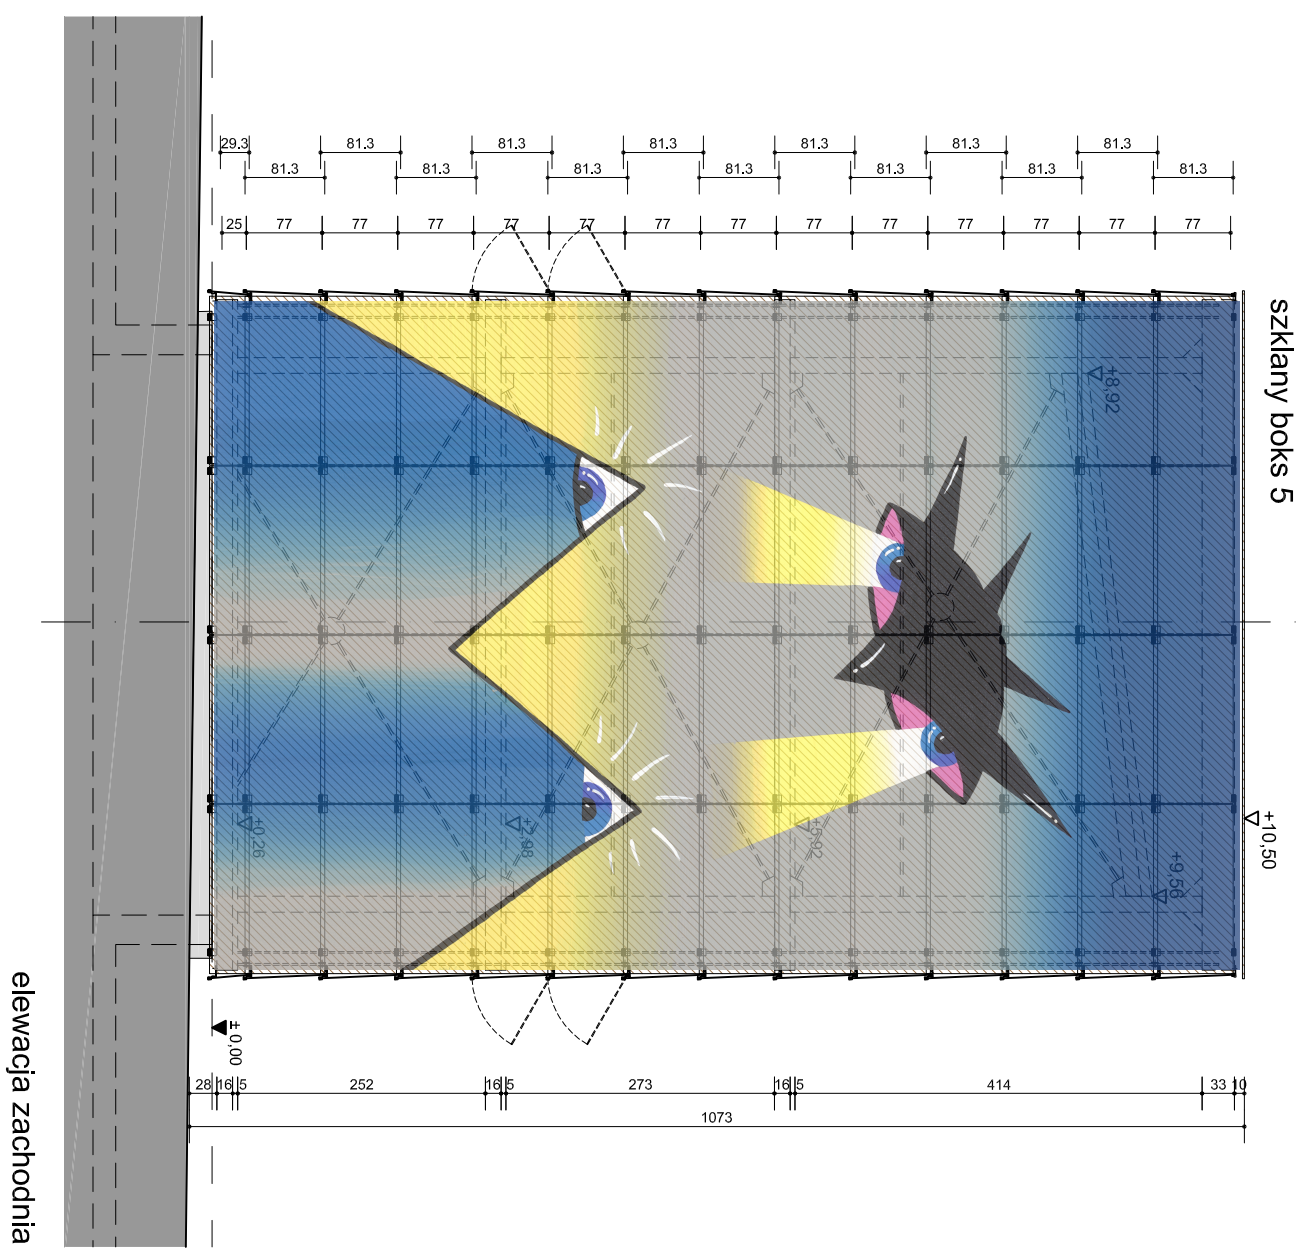 29.3 81.3 81.3 81.3 81.3 81.3 81.3
81.3 81.3 81.3 81.3 81.3 81.3 81.3
25 77 77 77 77 77 77 77 77 77 77 77 77 77
szklany boks 5
+8,92
+10,50
+0,26
+2,98
+5,92
+9,56
±0,00
28 16 5 252 16 5 273 16 5 414 33 10
1073
elewacja zachodnia